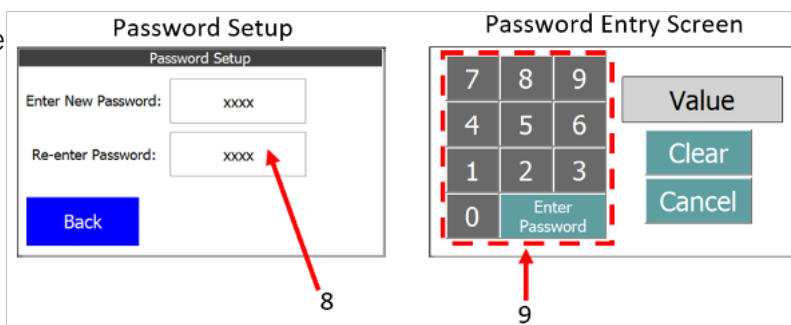 e
Password Setup
Password Setup
Enter New Password:
xxxx
Re-enter Password:
xxxx
Back
8
Password Entry Screen
7 8 9
4 5 6
1 2 3
0 Enter
Password
Value
Clear
Cancel
9